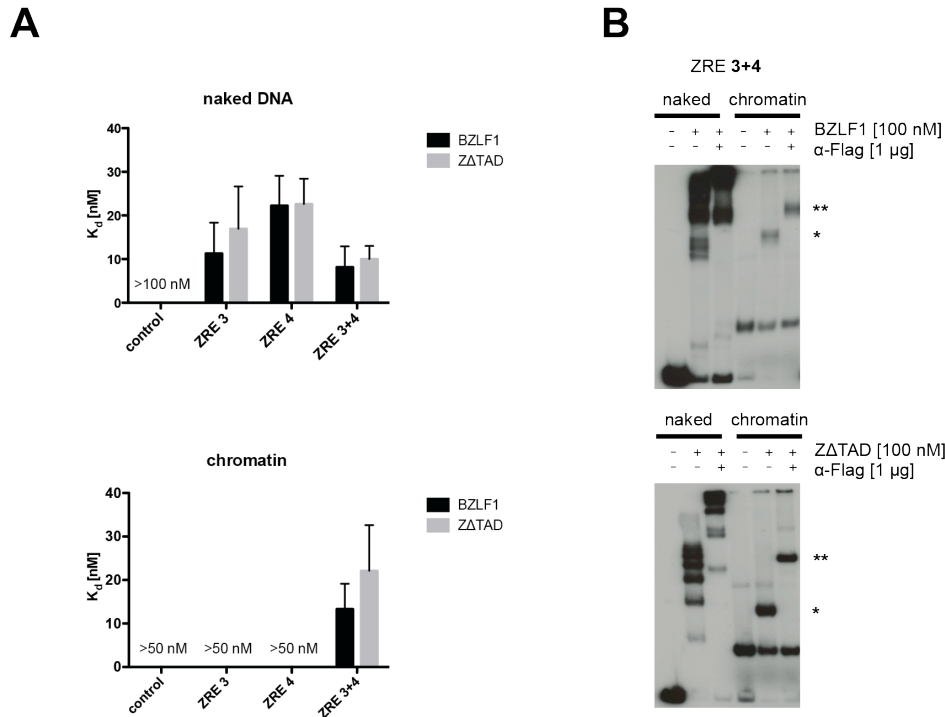 A
naked DNA
40
30
20
10
0
Kd [nM]
>100 nM
control
ZRE 3
ZRE 4
ZRE 3+4
BZLF1
ZΔTAD
chromatin
40
30
20
10
0
Kd [nM]
>50 nM >50 nM >50 nM
control
ZRE 3
ZRE 4
ZRE 3+4
BZLF1
ZΔTAD
B
ZRE 3+4
naked chromatin
- + + - + + BZLF1 [100 nM]
- - + - - + α-Flag [1 µg]
**
*
naked chromatin
- + + - + + ZΔTAD [100 nM]
- - + - - + α-Flag [1 µg]
**
*